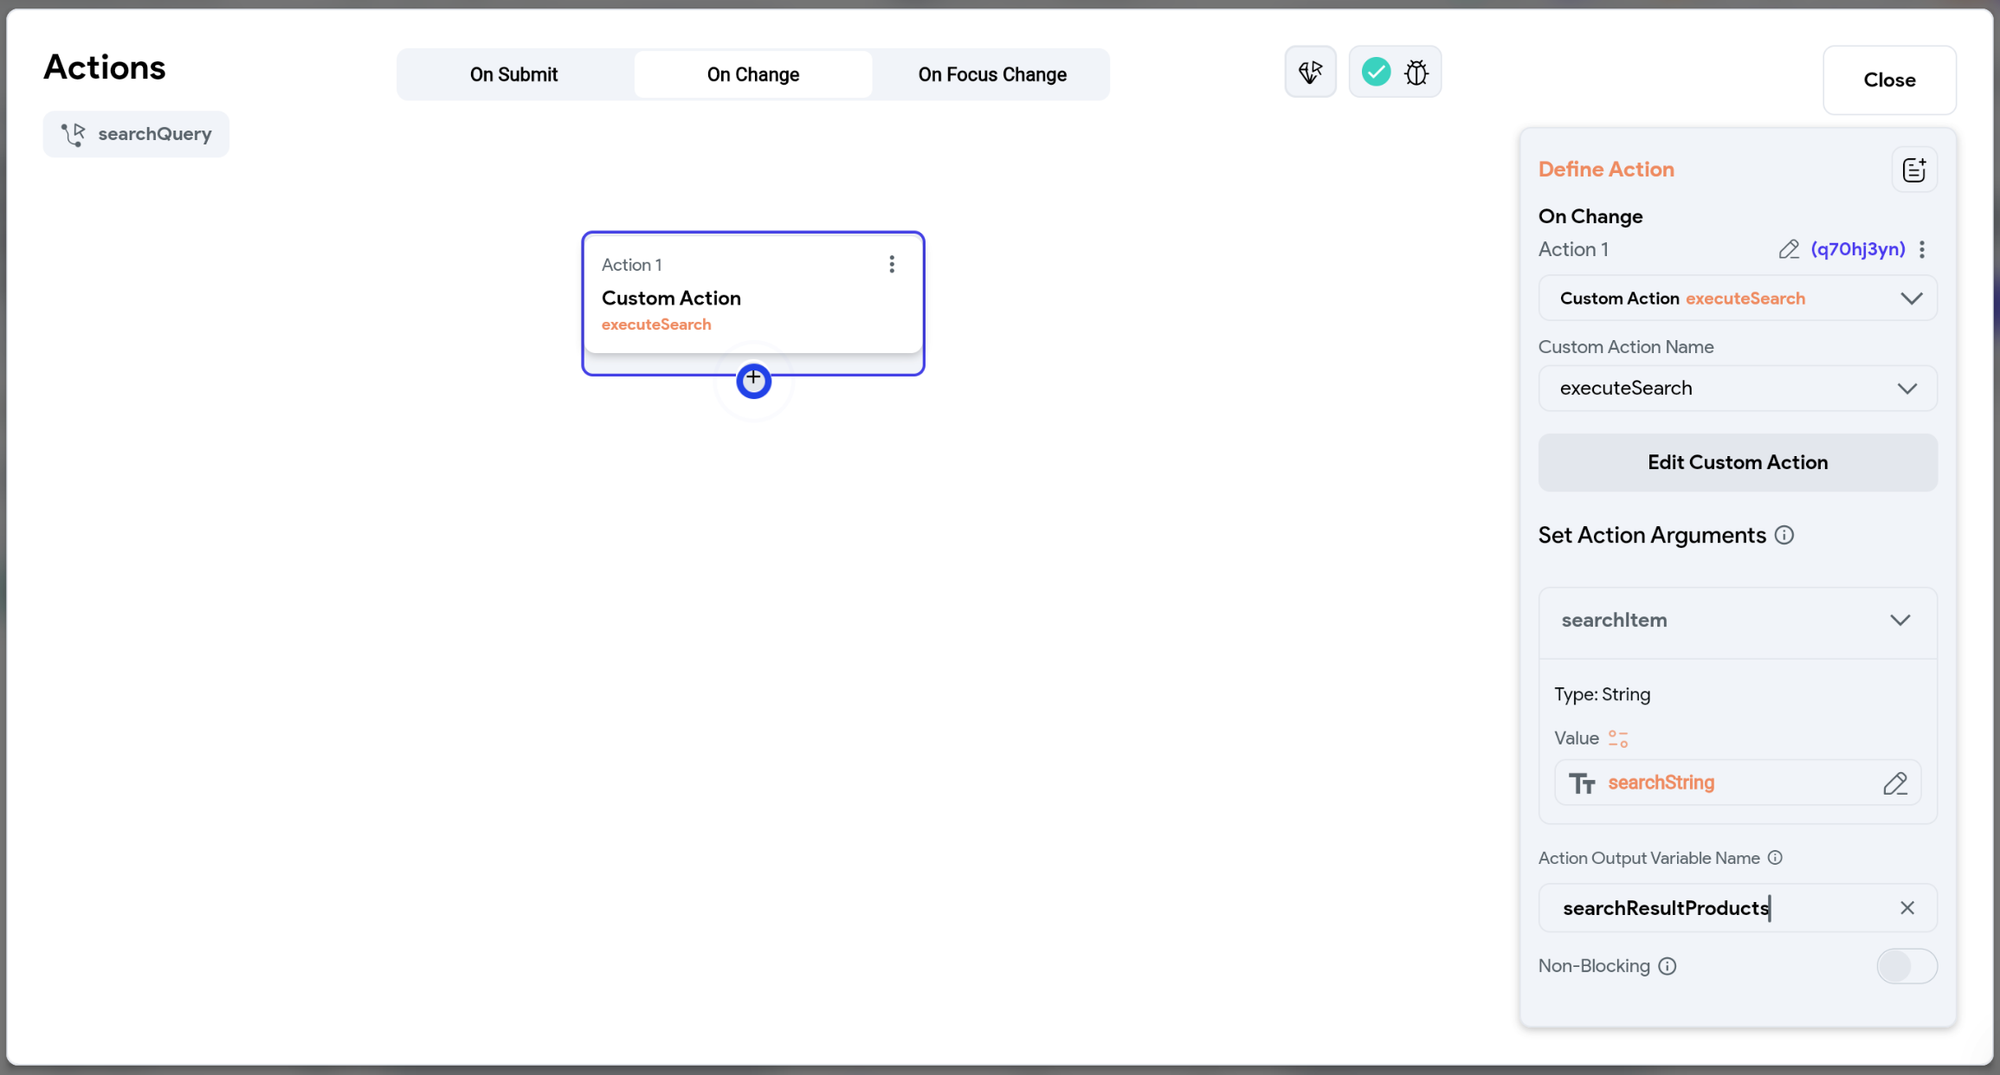 Actions
On Submit
On Change
On Focus Change
Close
searchQuery
Action 1
Custom Action
executeSearch
Define Action
On Change
Action 1 (q70hj3yn)
Custom Action executeSearch
Custom Action Name
executeSearch
Edit Custom Action
Set Action Arguments
searchItem
Type: String
Value
Tт searchString
Action Output Variable Name
searchResultProducts
Non-Blocking